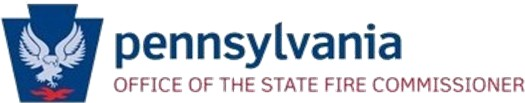 pennsylvania
OFFICE OF THE STATE FIRE COMMISSIONER